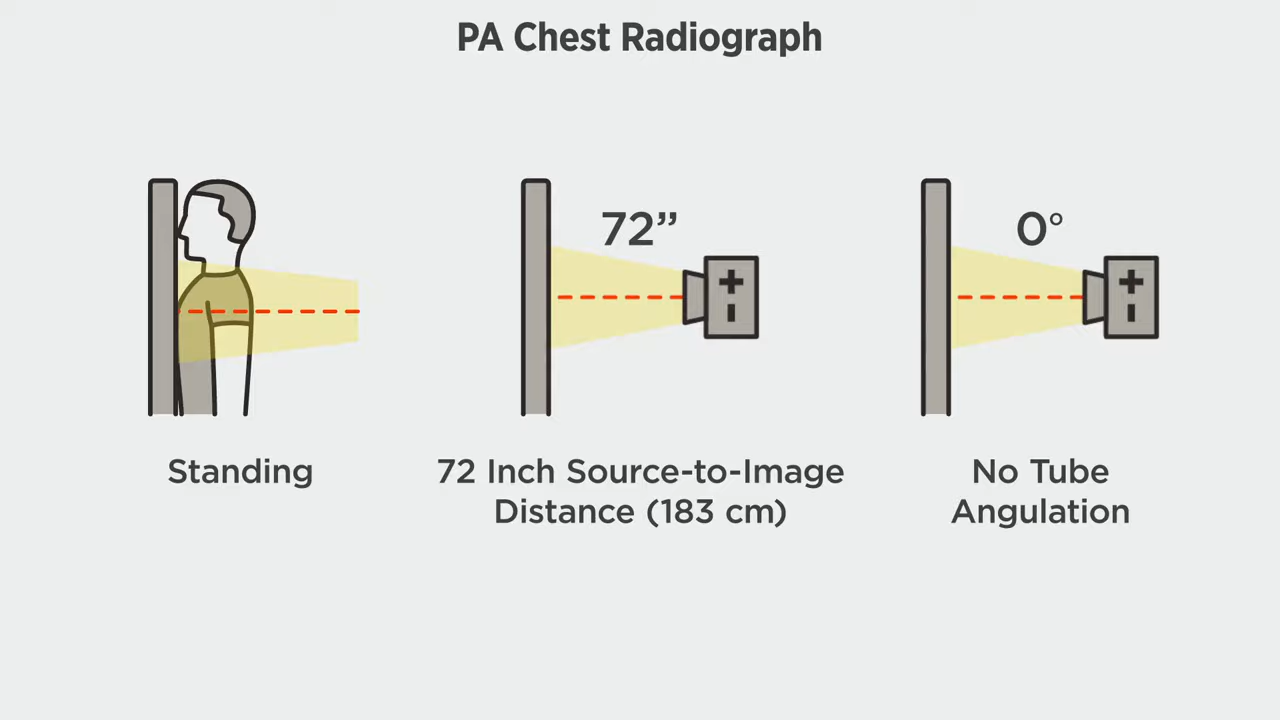 PA Chest Radiograph
72”
0°
+
-
+
-
Standing
72 Inch Source-to-Image
Distance (183 cm)
No Tube
Angulation